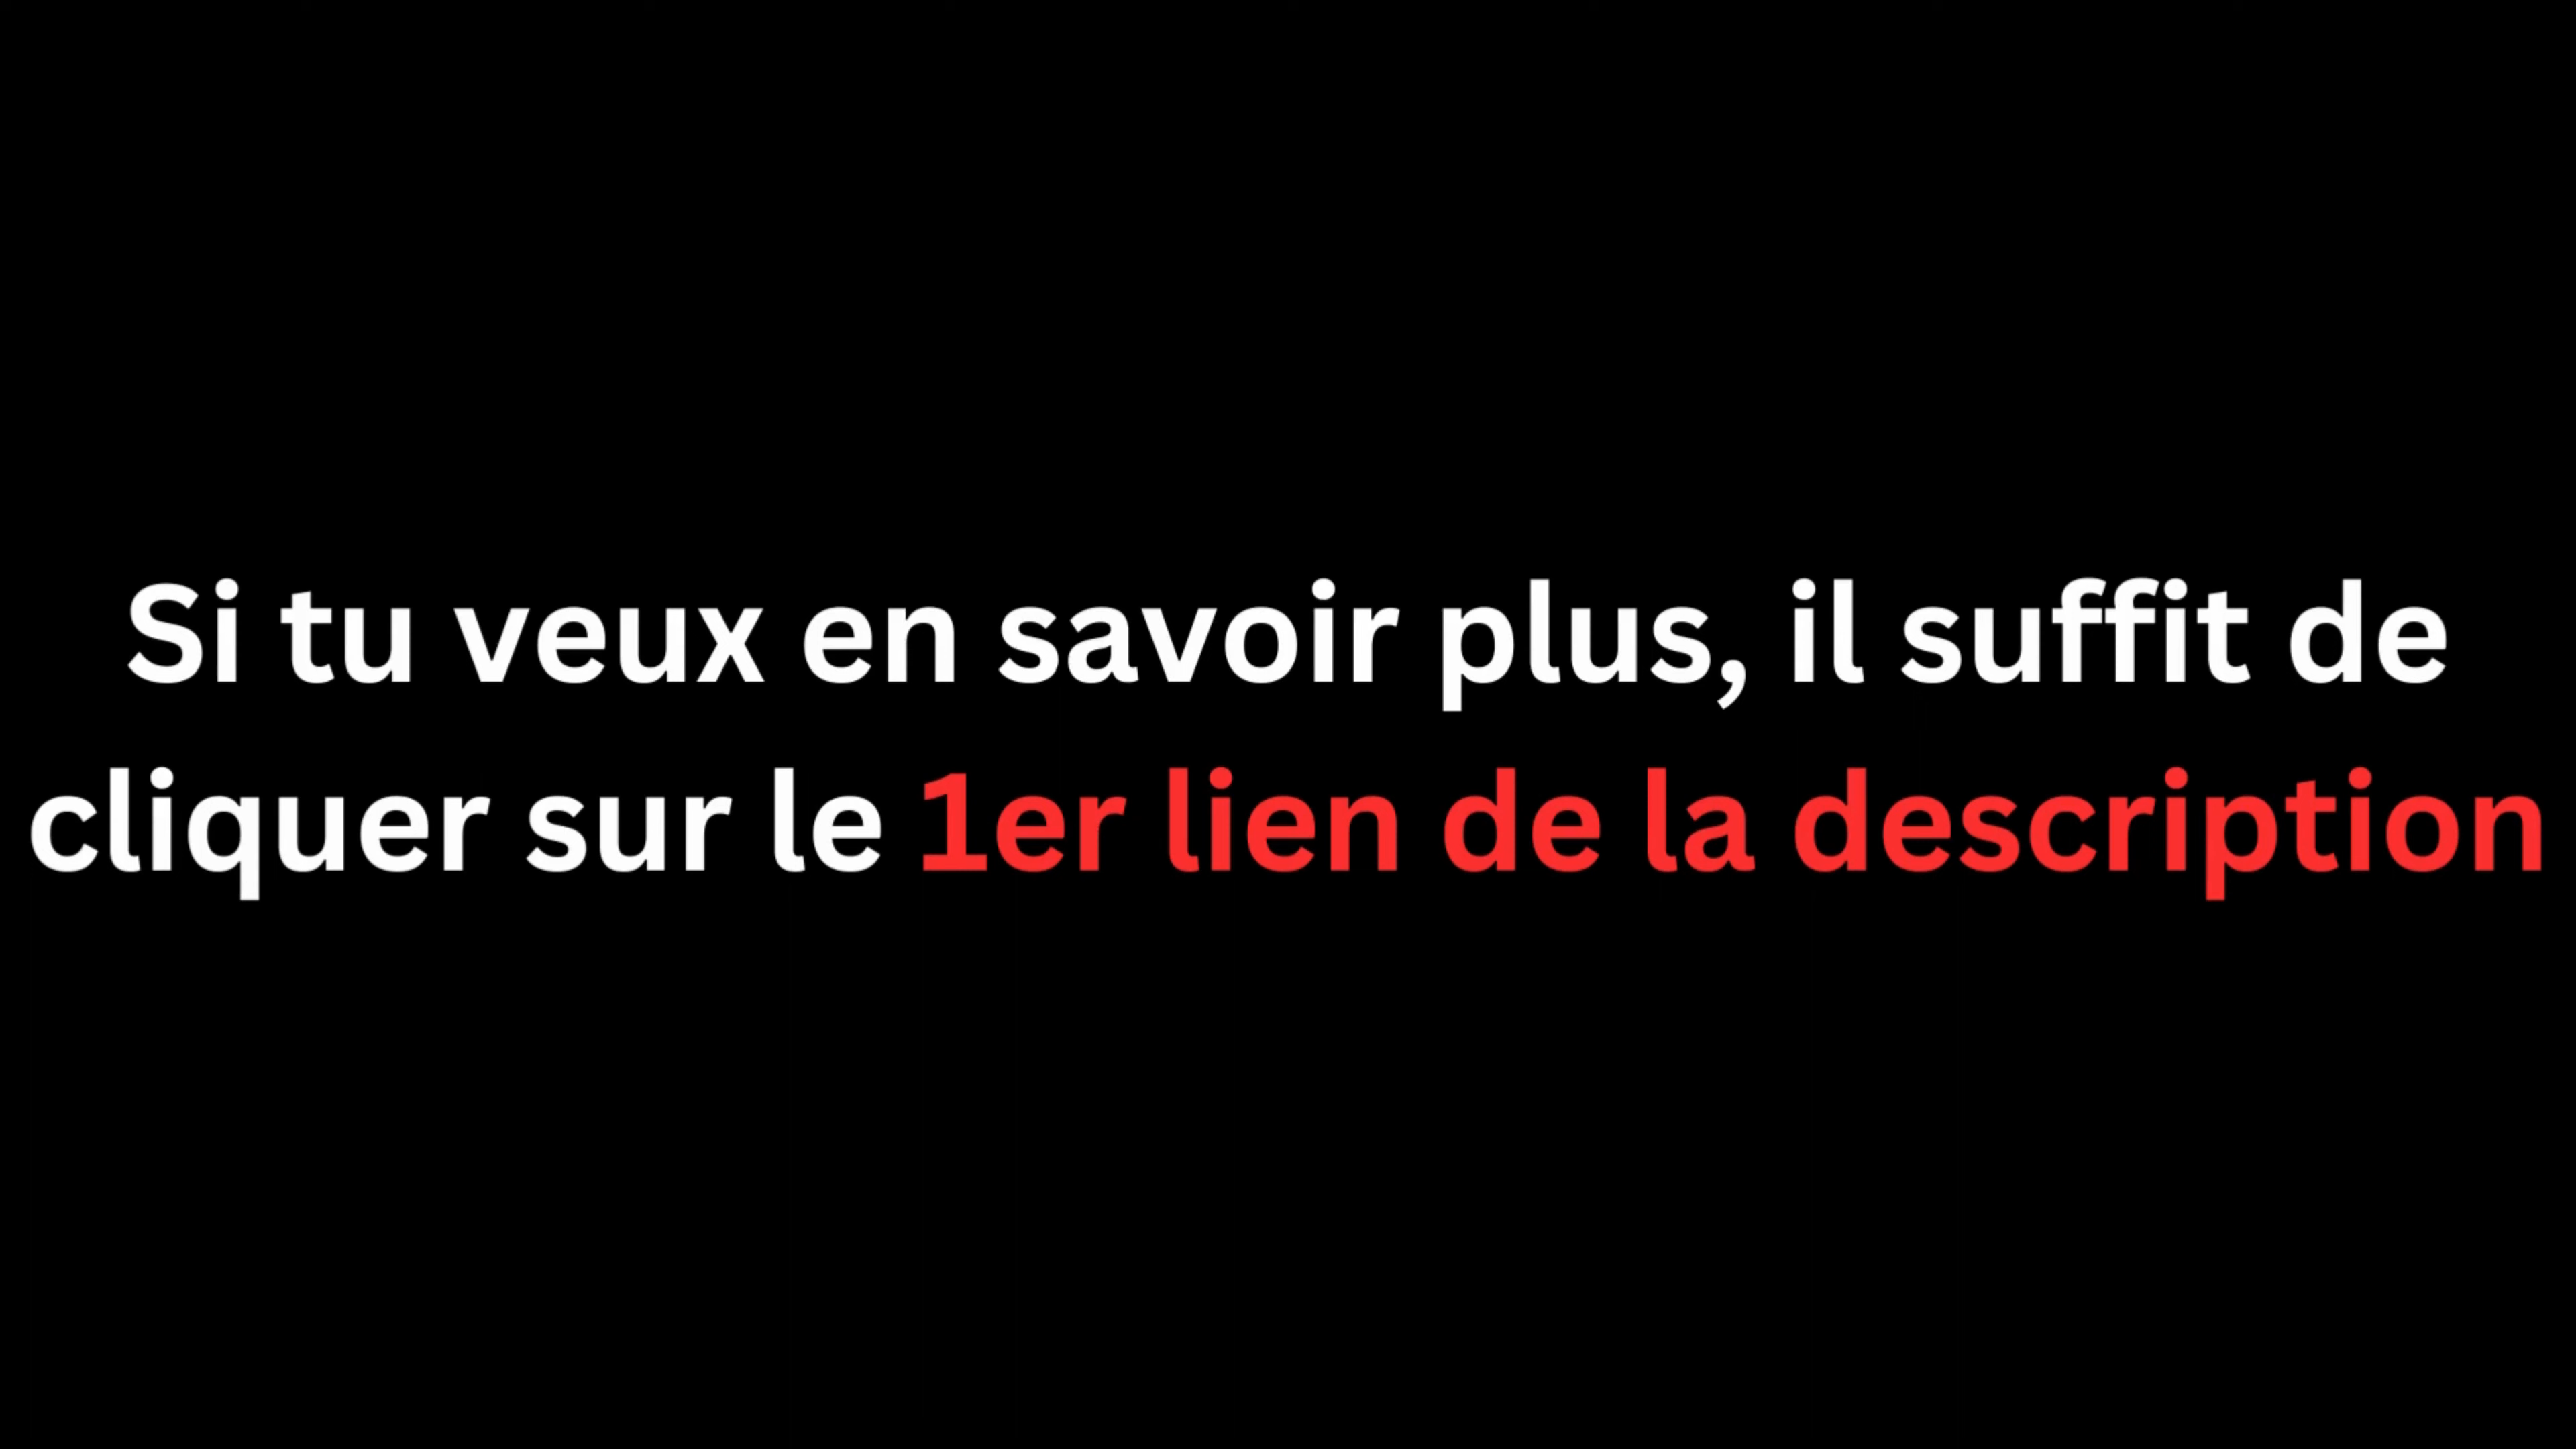 Si tu veux en savoir plus, il suffit de
cliquer sur le 1er lien de la description